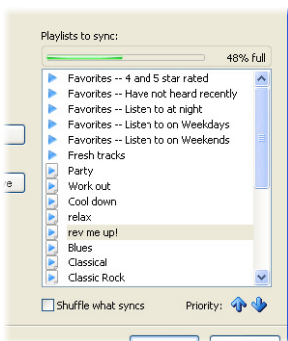 Playlists to sync:
48% full
Favorites -- 4 and 5 star rated
Favorites -- Have not heard recently
Favorites -- Listen to at night
Favorites -- Listen to on Weekdays
Favorites -- Listen to on Weekends
Fresh tracks
Party
Work out
Cool down
relax
rev me up!
Blues
Classical
Classic Rock
Shuffle what syncs Priority: